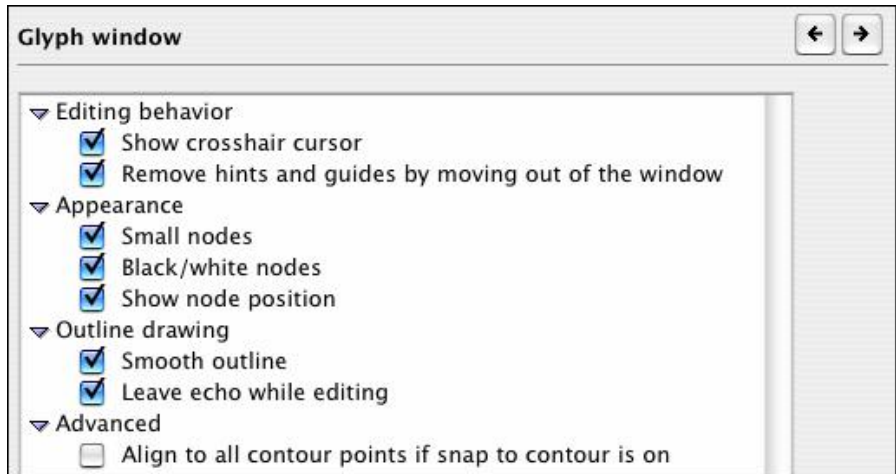 Glyph window
Editing behavior
Show crosshair cursor
Remove hints and guides by moving out of the window
Appearance
Small nodes
Black/white nodes
Show node position
Outline drawing
Smooth outline
Leave echo while editing
Advanced
Align to all contour points if snap to contour is on